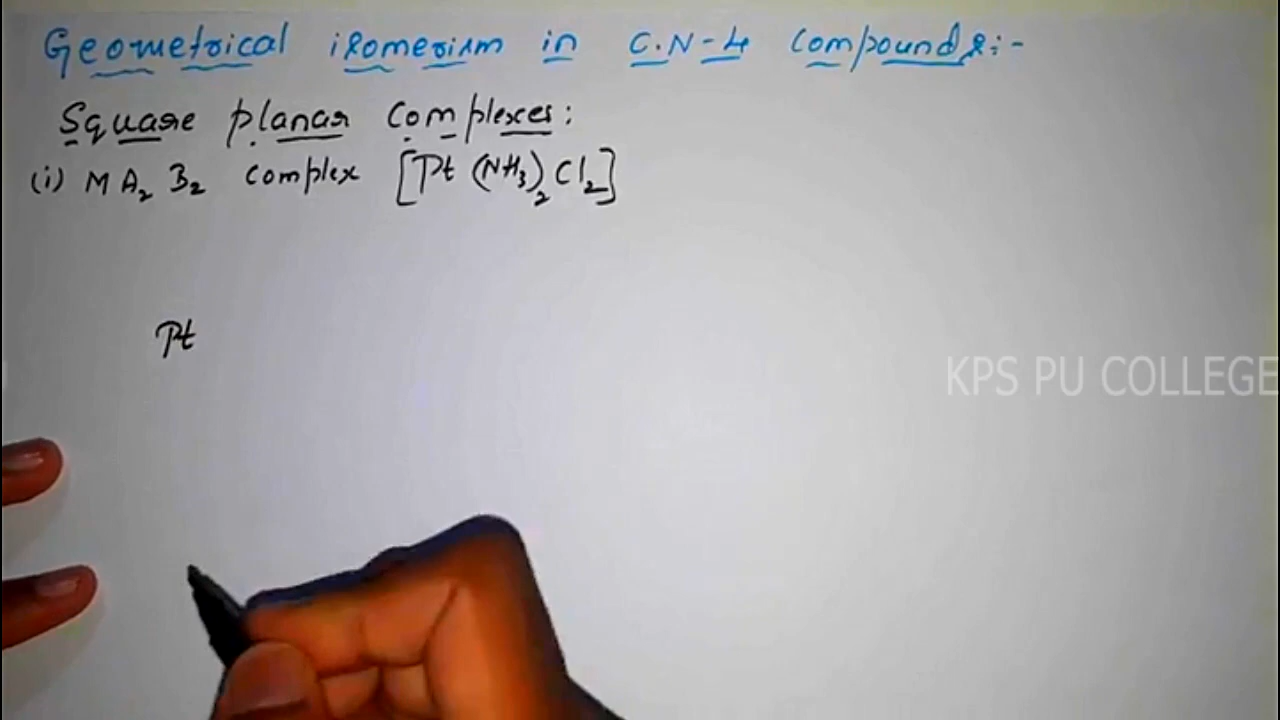 Geometrical isomerism in C.N-4 Compounds:-
Square planar Complexes:
(i) MA₂B₂ Complex [Pt(NH₃)₂Cl₂]
Pt
KPS PU COLLEGE